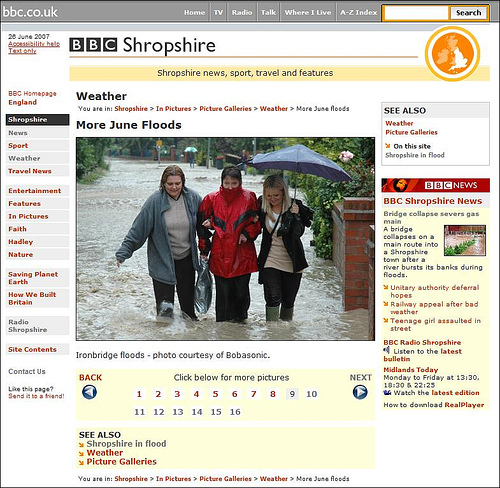 bbc.co.uk
Home TV Radio Talk Where I Live A-Z Index Search
26 June 2007
Accessibility help
Text only
BBC Shropshire
Shropshire news, sport, travel and features
BBC Homepage
England
Shropshire
News
Sport
Weather
Travel News
Entertainment
Features
In Pictures
Faith
Hadley
Nature
Saving Planet
Earth
How We Built
Britain
Radio
Shropshire
Site Contents
Contact Us
Like this page?
Send it to a friend!
Weather
You are in: Shropshire > In Pictures > Picture Galleries > Weather > More June floods
More June Floods
Ironbridge floods - photo courtesy of Bobasonic.
BACK Click below for more pictures NEXT
1 2 3 4 5 6 7 8 9 10
11 12 13 14 15 16
SEE ALSO
Shropshire in flood
Weather
Picture Galleries
You are in: Shropshire > In Pictures > Picture Galleries > Weather > More June floods
SEE ALSO
Weather
Picture Galleries
On this site
Shropshire in flood
BBC NEWS
BBC Shropshire News
Bridge collapse severs gas
main
A bridge
collapses on a
main route into
a Shropshire
town after a
river bursts its banks during
floods.
Unitary authority deferral
hopes
Railway appeal after bad
weather
Teenage girl assaulted in
street
BBC Radio Shropshire
Listen to the latest
bulletin
Midlands Today
Monday to Friday at 13:30,
18:30 & 22:25
Watch the latest edition
How to download RealPlayer